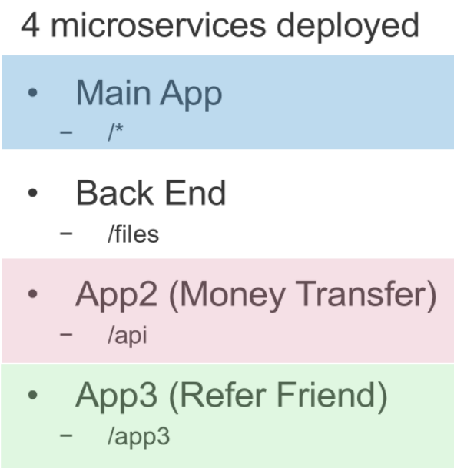 4 microservices deployed
• Main App
– /*
• Back End
– /files
• App2 (Money Transfer)
– /api
• App3 (Refer Friend)
– /app3